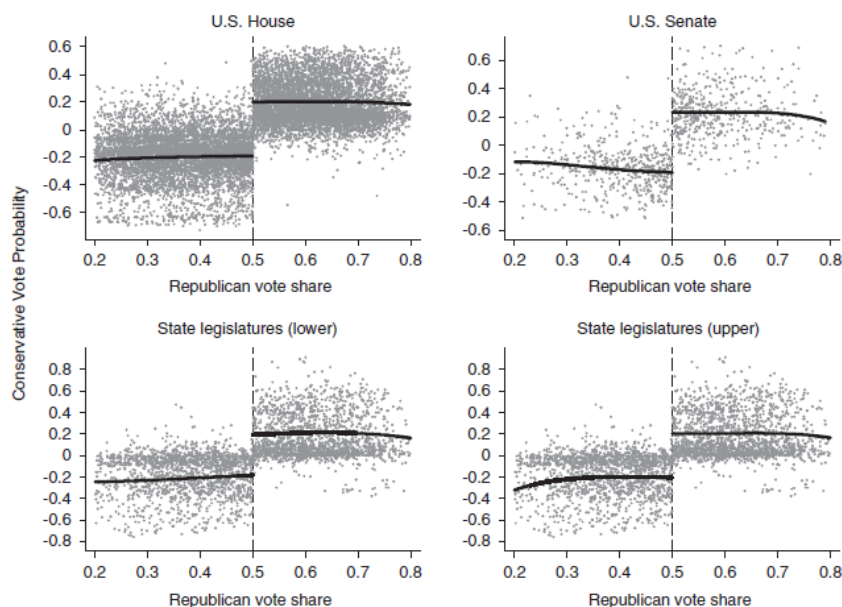 U.S. House
U.S. Senate
Conservative Vote Probability
0.6
0.4
0.2
0
-0.2
-0.4
-0.6
0.2 0.3 0.4 0.5 0.6 0.7 0.8
Republican vote share
0.6
0.4
0.2
0
-0.2
-0.4
-0.6
0.2 0.3 0.4 0.5 0.6 0.7 0.8
Republican vote share
State legislatures (lower)
State legislatures (upper)
0.8
0.6
0.4
0.2
0
-0.2
-0.4
-0.6
-0.8
0.2 0.3 0.4 0.5 0.6 0.7 0.8
Republican vote share
0.8
0.6
0.4
0.2
0
-0.2
-0.4
-0.6
-0.8
0.2 0.3 0.4 0.5 0.6 0.7 0.8
Republican vote share